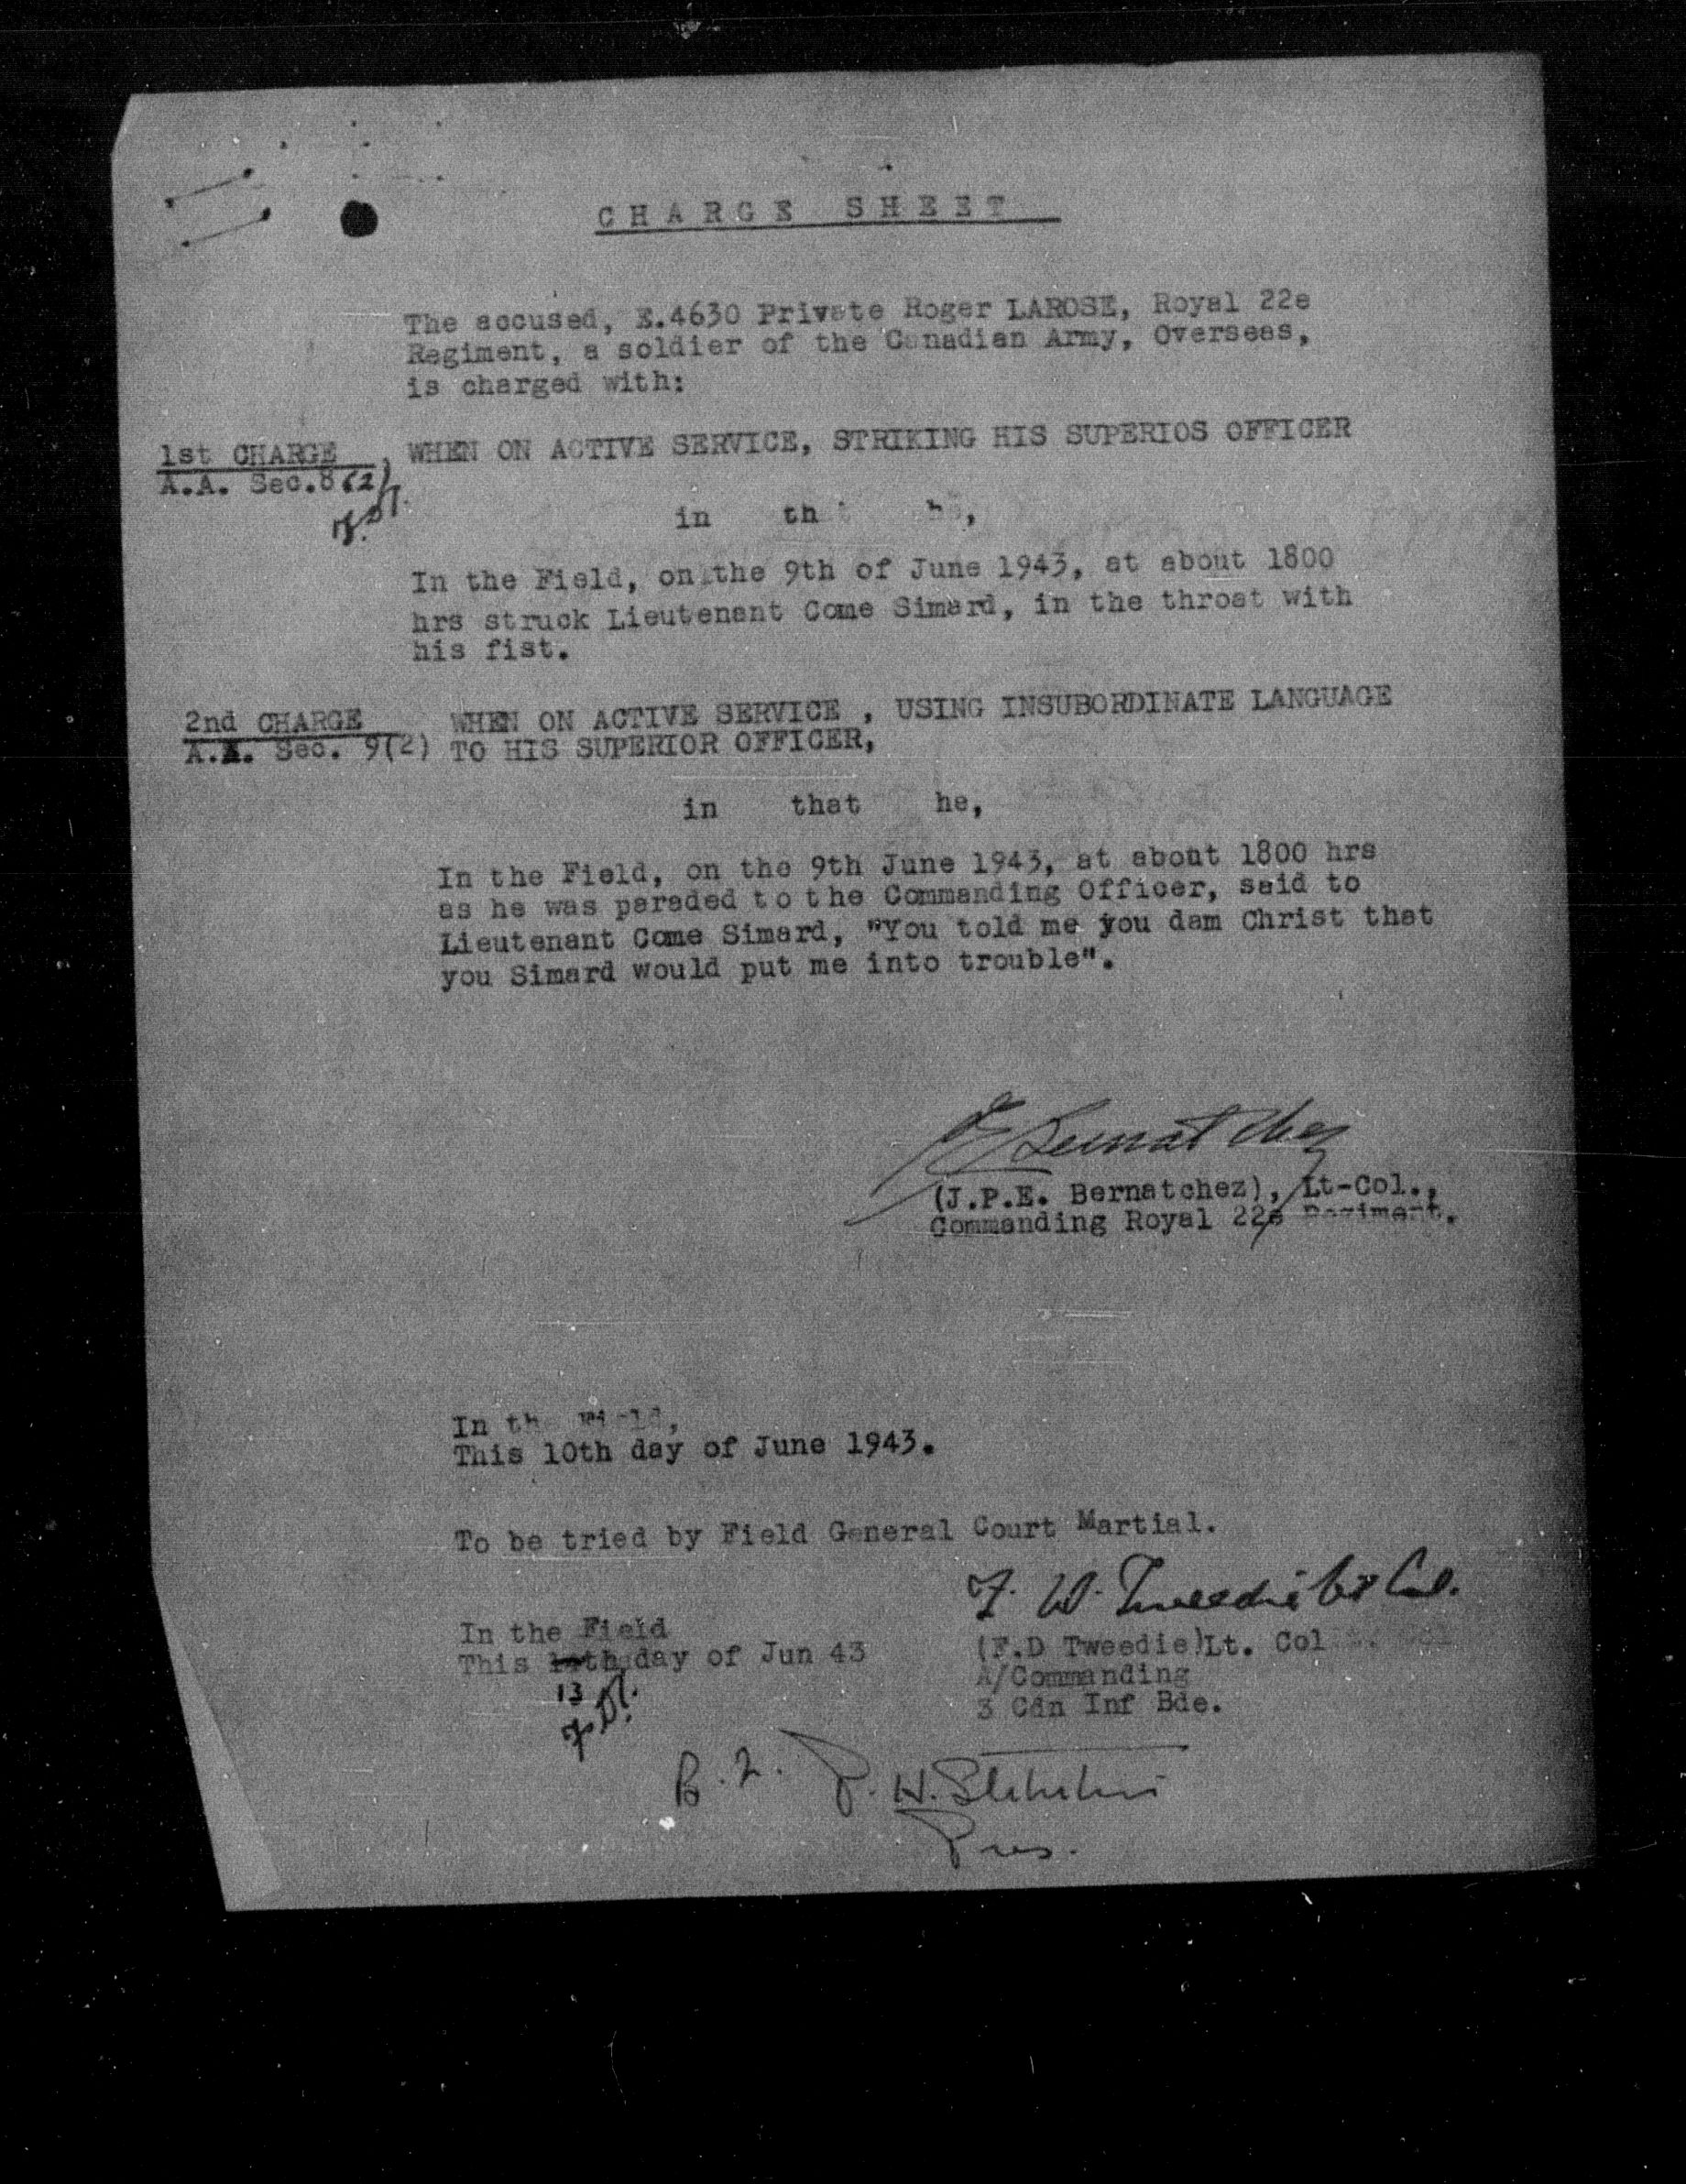 CHARGE SHEET
The accused, E.4630 Private Roger LAROSE, Royal 22e
Regiment, a soldier of the Canadian Army, Overseas,
is charged with:
1st CHARGE WHEN ON ACTIVE SERVICE, STRIKING HIS SUPERIOS OFFICER
A.A. Sec.8(2)
in
In the Field, on the 9th of June 1943, at about 1800
hrs struck Lieutenant Come Simard, in the throat with
his fist.
2nd CHARGE WHEN ON ACTIVE SERVICE , USING INSUBORDINATE LANGUAGE
A.A. Sec. 9(2) TO HIS SUPERIOR OFFICER,
in that he,
In the Field, on the 9th June 1943, at about 1800 hrs
as he was paraded to the Commanding Officer, said to
Lieutenant Come Simard, "You told me you dam Christ that
you Simard would put me into trouble".
(J.P.E. Bernatchez), Lt-Col.,
Commanding Royal 22e Regiment.
In the Field,
This 10th day of June 1943.
To be tried by Field General Court Martial.
F. W. Tweedie Lt Col.
In the Field
This day of Jun 43
13
(F.D Tweedie)Lt. Col
A/Commanding
3 Cdn Inf Bde.
Pres.